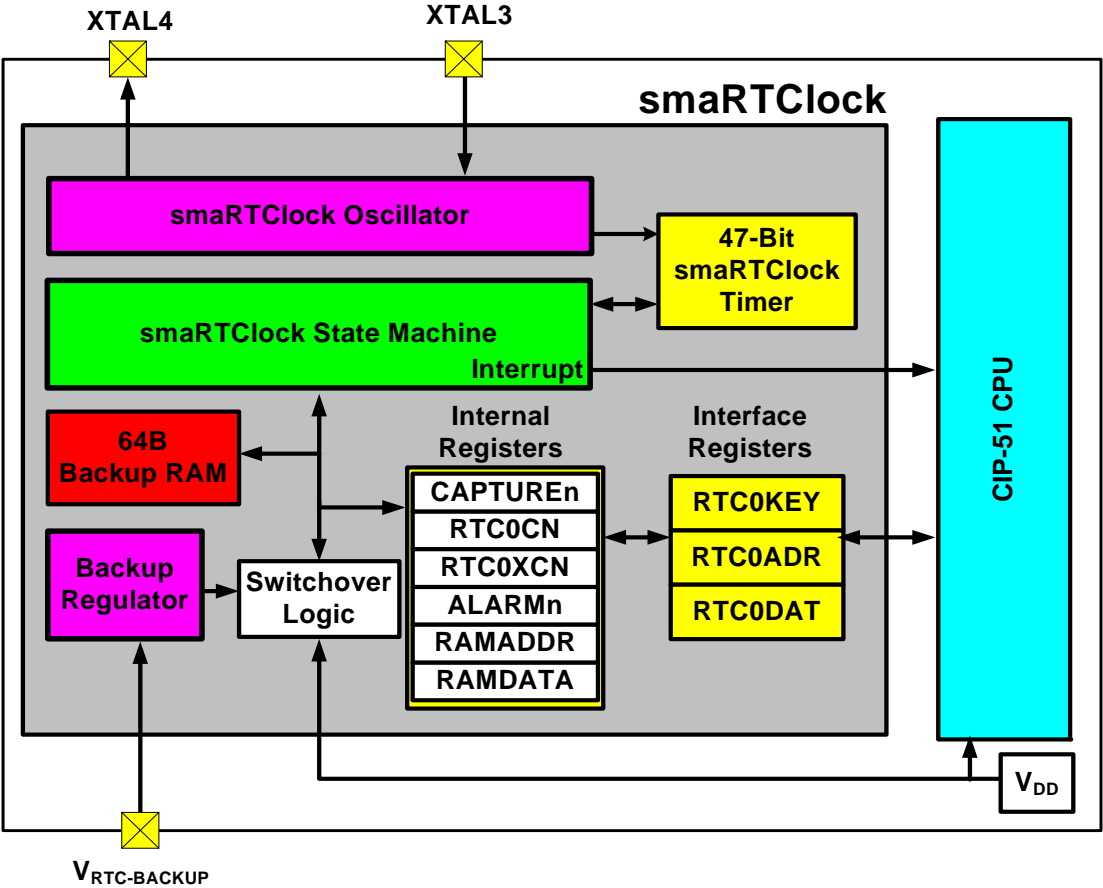 XTAL4
XTAL3
smaRTClock
smaRTClock Oscillator
47-Bit
smaRTClock
Timer
smaRTClock State Machine
Interrupt
CIP-51 CPU
64B
Backup RAM
Internal
Registers
CAPTUREn
RTC0CN
RTC0XCN
ALARMn
RAMADDR
RAMDATA
Interface
Registers
RTC0KEY
RTC0ADR
RTC0DAT
Backup
Regulator
Switchover
Logic
VDD
VRTC-BACKUP